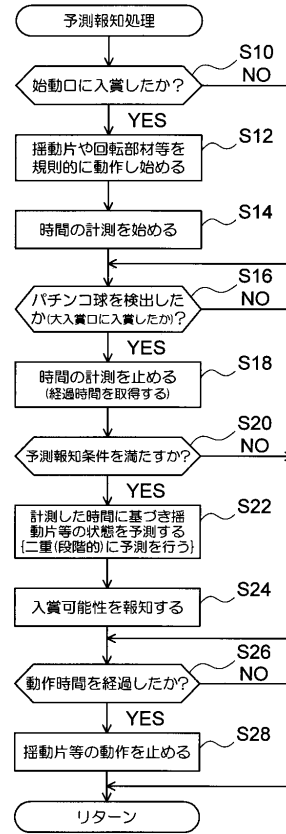 予測報知処理
S10
始動口に入賞したか?
NO
YES
S12
揺動片や回転部材等を
規則的に動作し始める
S14
時間の計測を始める
S16
パチンコ球を検出した
か(大入賞口に入賞したか)?
NO
YES
S18
時間の計測を止める
(経過時間を取得する)
S20
予測報知条件を満たすか?
NO
YES
S22
計測した時間に基づき揺
動片等の状態を予測する
{二重(段階的)に予測を行う}
S24
入賞可能性を報知する
S26
動作時間を経過したか?
NO
YES
S28
揺動片等の動作を止める
リターン